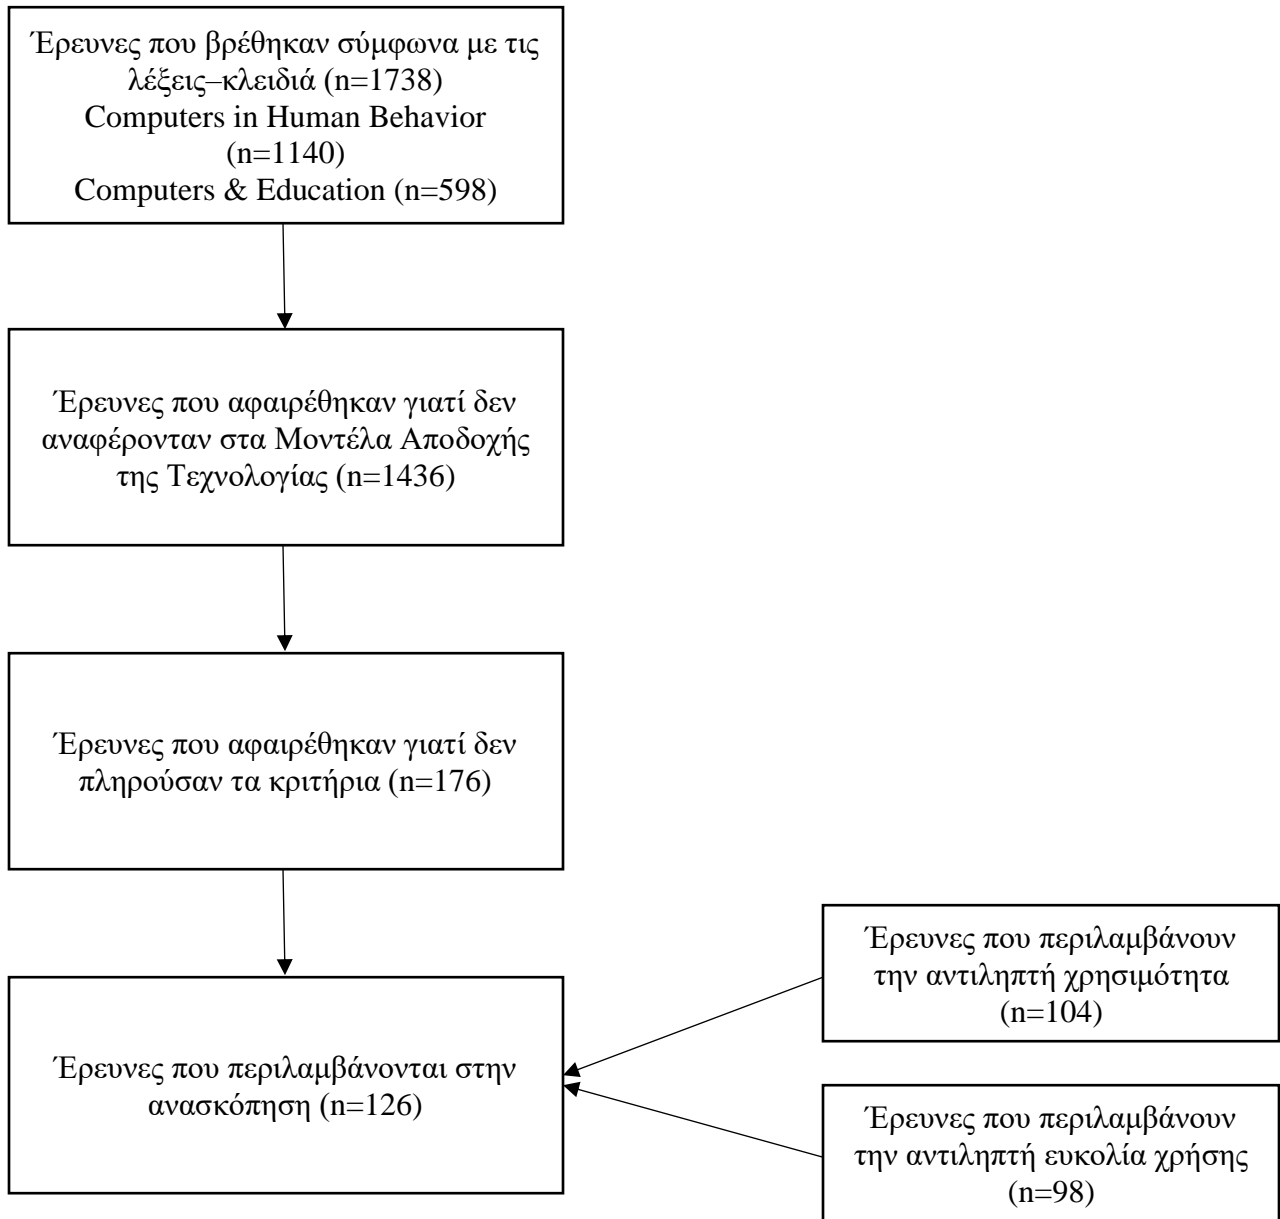 Έρευνες που βρέθηκαν σύμφωνα με τις
λέξεις–κλειδιά (n=1738)
Computers in Human Behavior
(n=1140)
Computers & Education (n=598)
Έρευνες που αφαιρέθηκαν γιατί δεν
αναφέρονταν στα Μοντέλα Αποδοχής
της Τεχνολογίας (n=1436)
Έρευνες που αφαιρέθηκαν γιατί δεν
πληρούσαν τα κριτήρια (n=176)
Έρευνες που περιλαμβάνονται στην
ανασκόπηση (n=126)
Έρευνες που περιλαμβάνουν
την αντιληπτή χρησιμότητα
(n=104)
Έρευνες που περιλαμβάνουν
την αντιληπτή ευκολία χρήσης
(n=98)